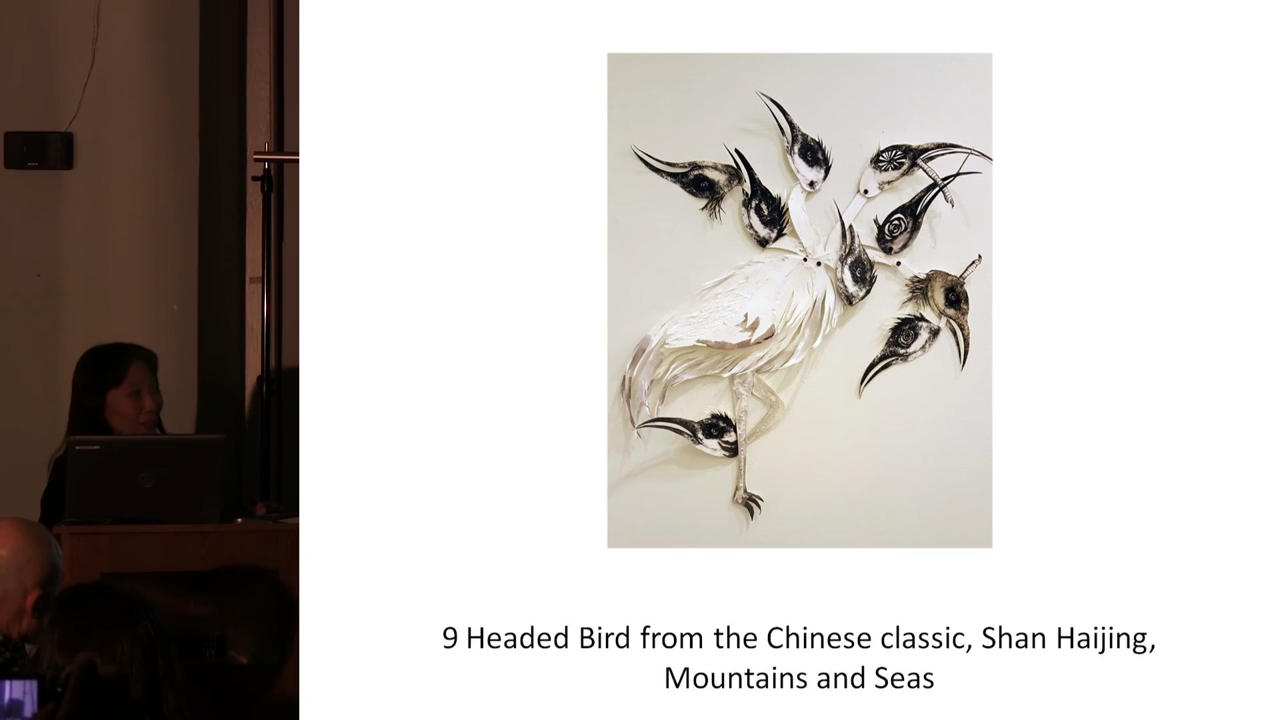 9 Headed Bird from the Chinese classic, Shan Haijing,
Mountains and Seas